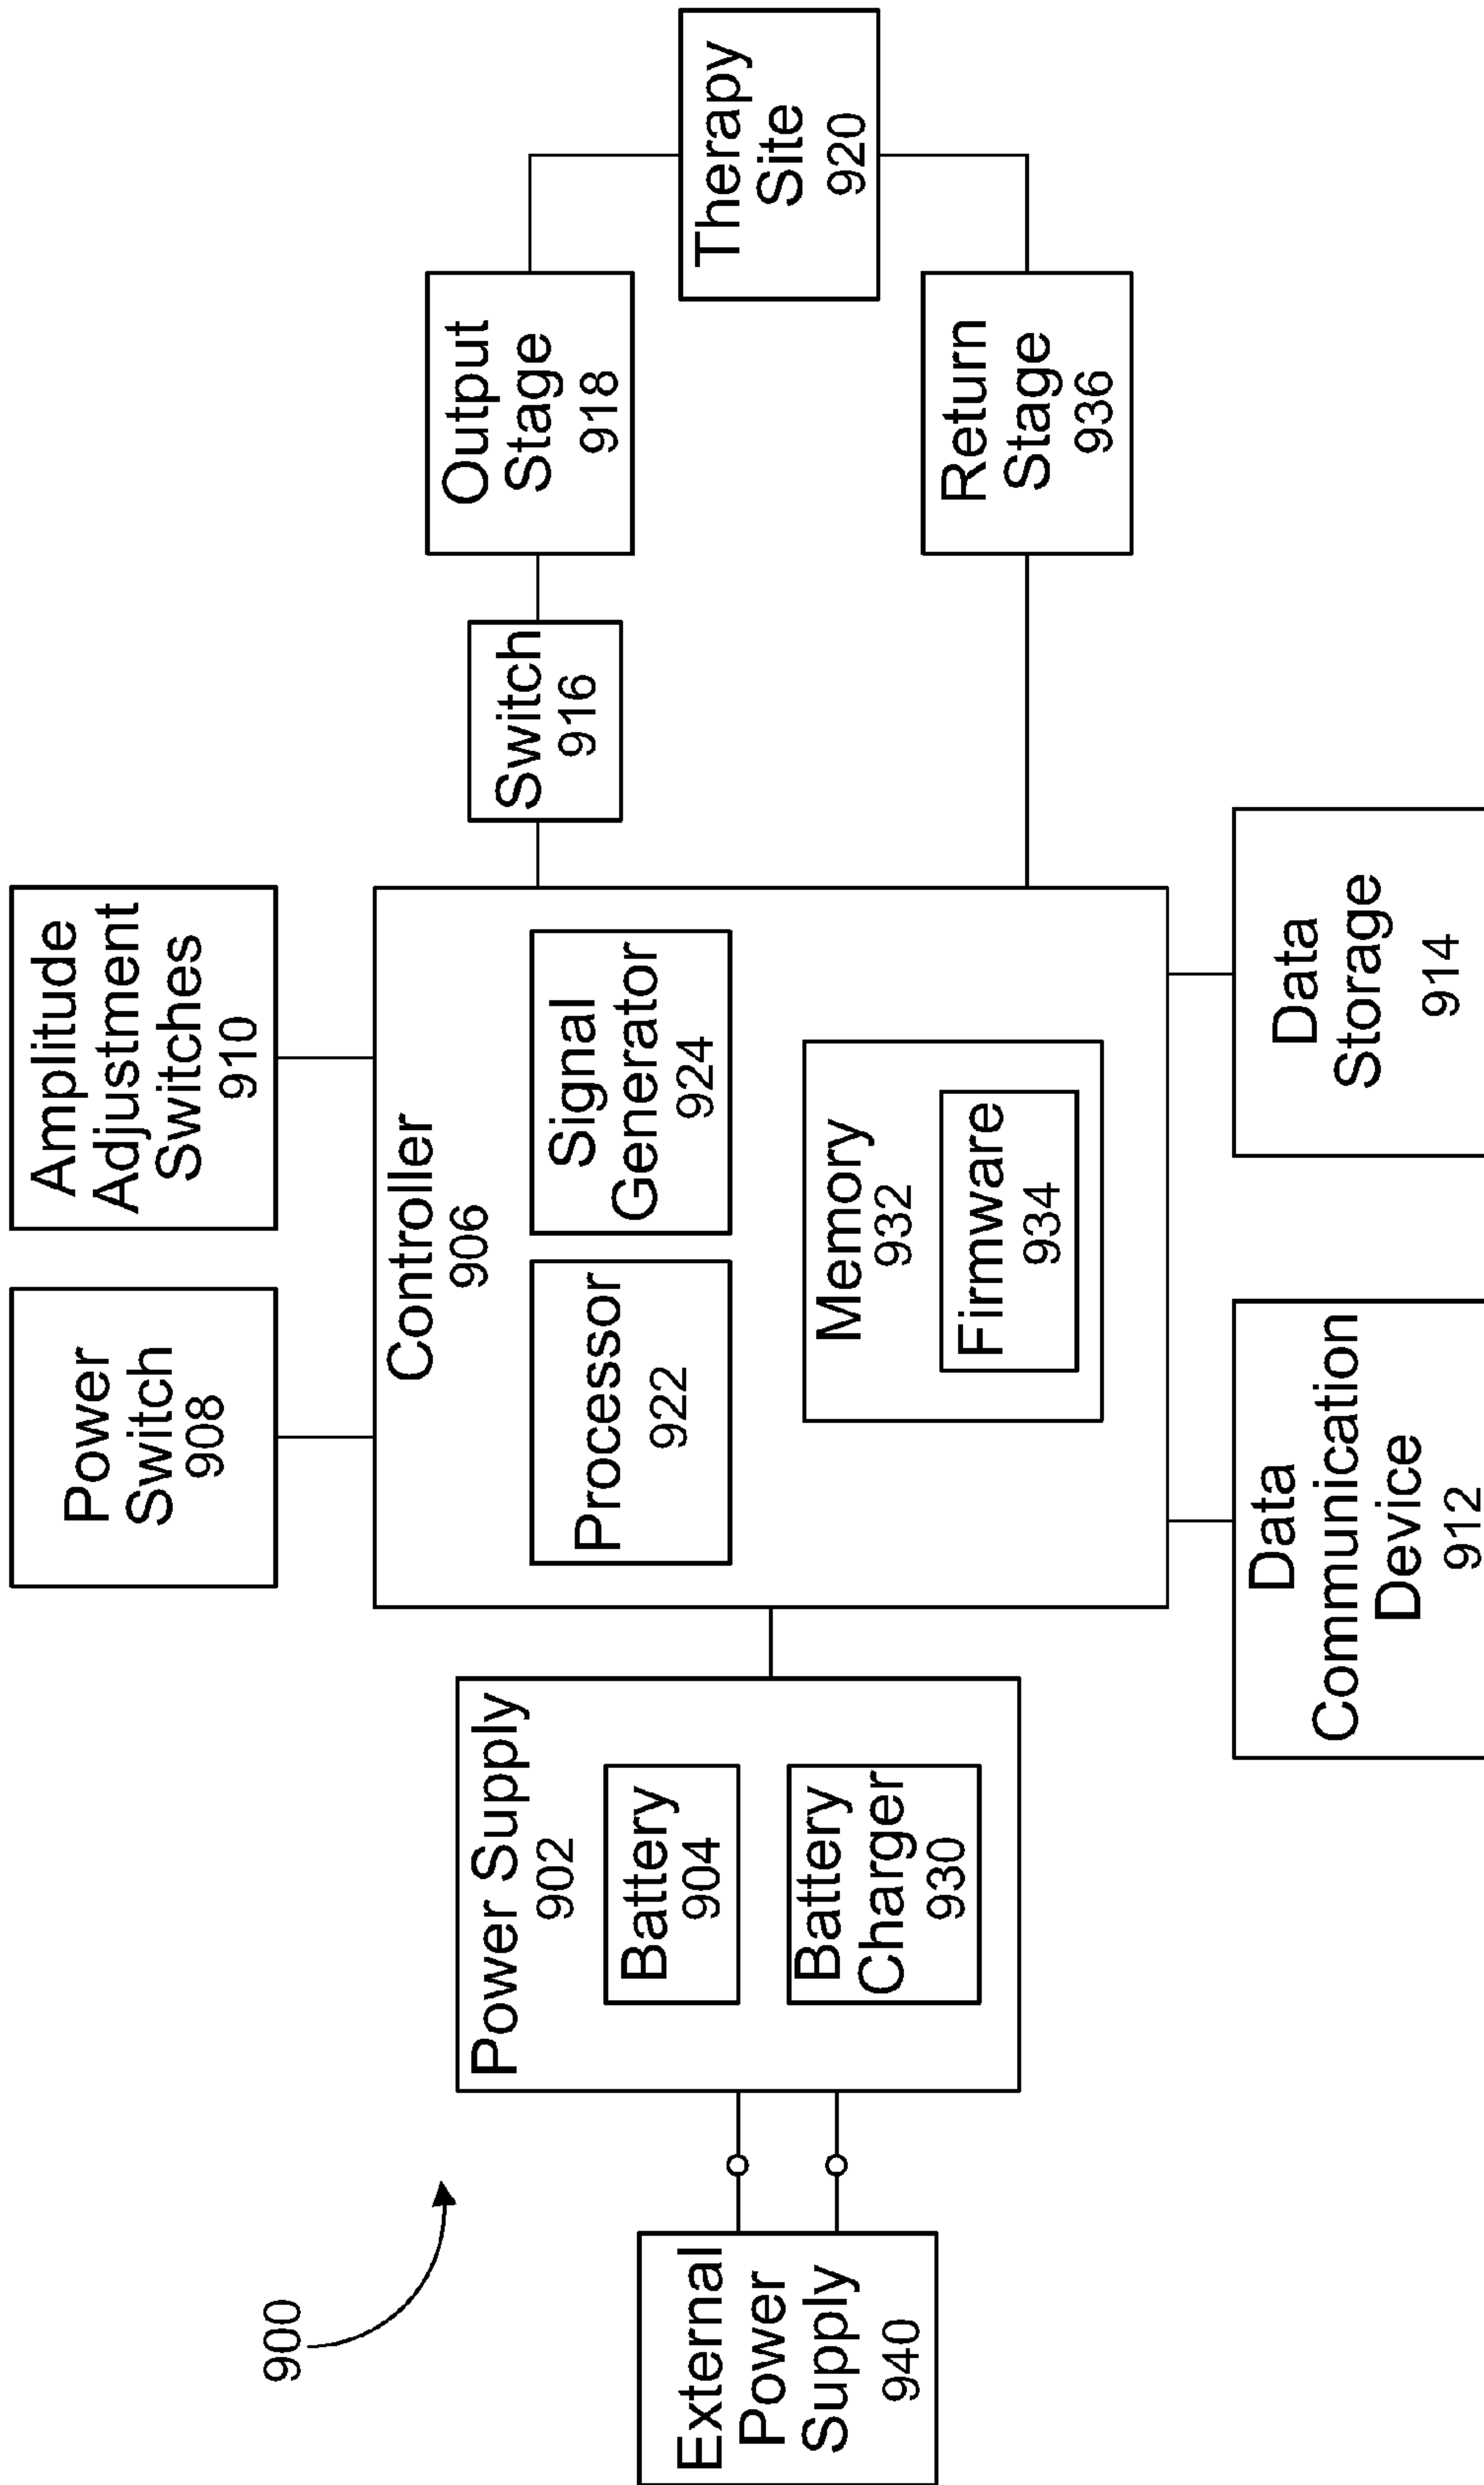 900
External
Power
Supply
940
Power Supply
902
Battery
904
Battery
Charger
930
Power
Switch
908
Amplitude
Adjustment
Switches
910
Controller
906
Processor
922
Signal
Generator
924
Memory
932
Firmware
934
Data
Communication
Device
912
Data
Storage
914
Switch
916
Output
Stage
918
Return
Stage
936
Therapy
Site
920